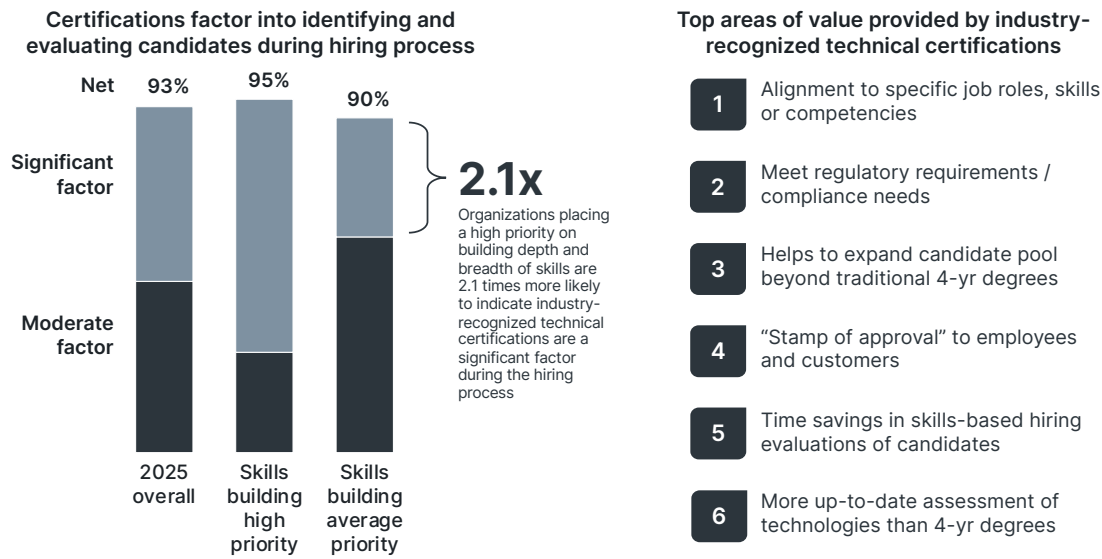 Certifications factor into identifying and
evaluating candidates during hiring process
Net
93%
95%
90%
Significant
factor
Moderate
factor
2.1x
Organizations placing
a high priority on
building depth and
breadth of skills are
2.1 times more likely
to indicate industry-
recognized technical
certifications are a
significant factor
during the hiring
process
2025
overall
Skills
building
high
priority
Skills
building
average
priority
Top areas of value provided by industry-
recognized technical certifications
1
Alignment to specific job roles, skills
or competencies
2
Meet regulatory requirements /
compliance needs
3
Helps to expand candidate pool
beyond traditional 4-yr degrees
4
“Stamp of approval” to employees
and customers
5
Time savings in skills-based hiring
evaluations of candidates
6
More up-to-date assessment of
technologies than 4-yr degrees